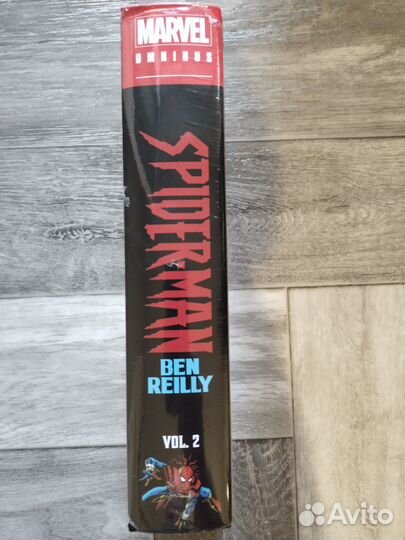 MARVEL
OMNIBUS
SPIDER-MAN
BEN
REILLY
VOL. 2
Avito